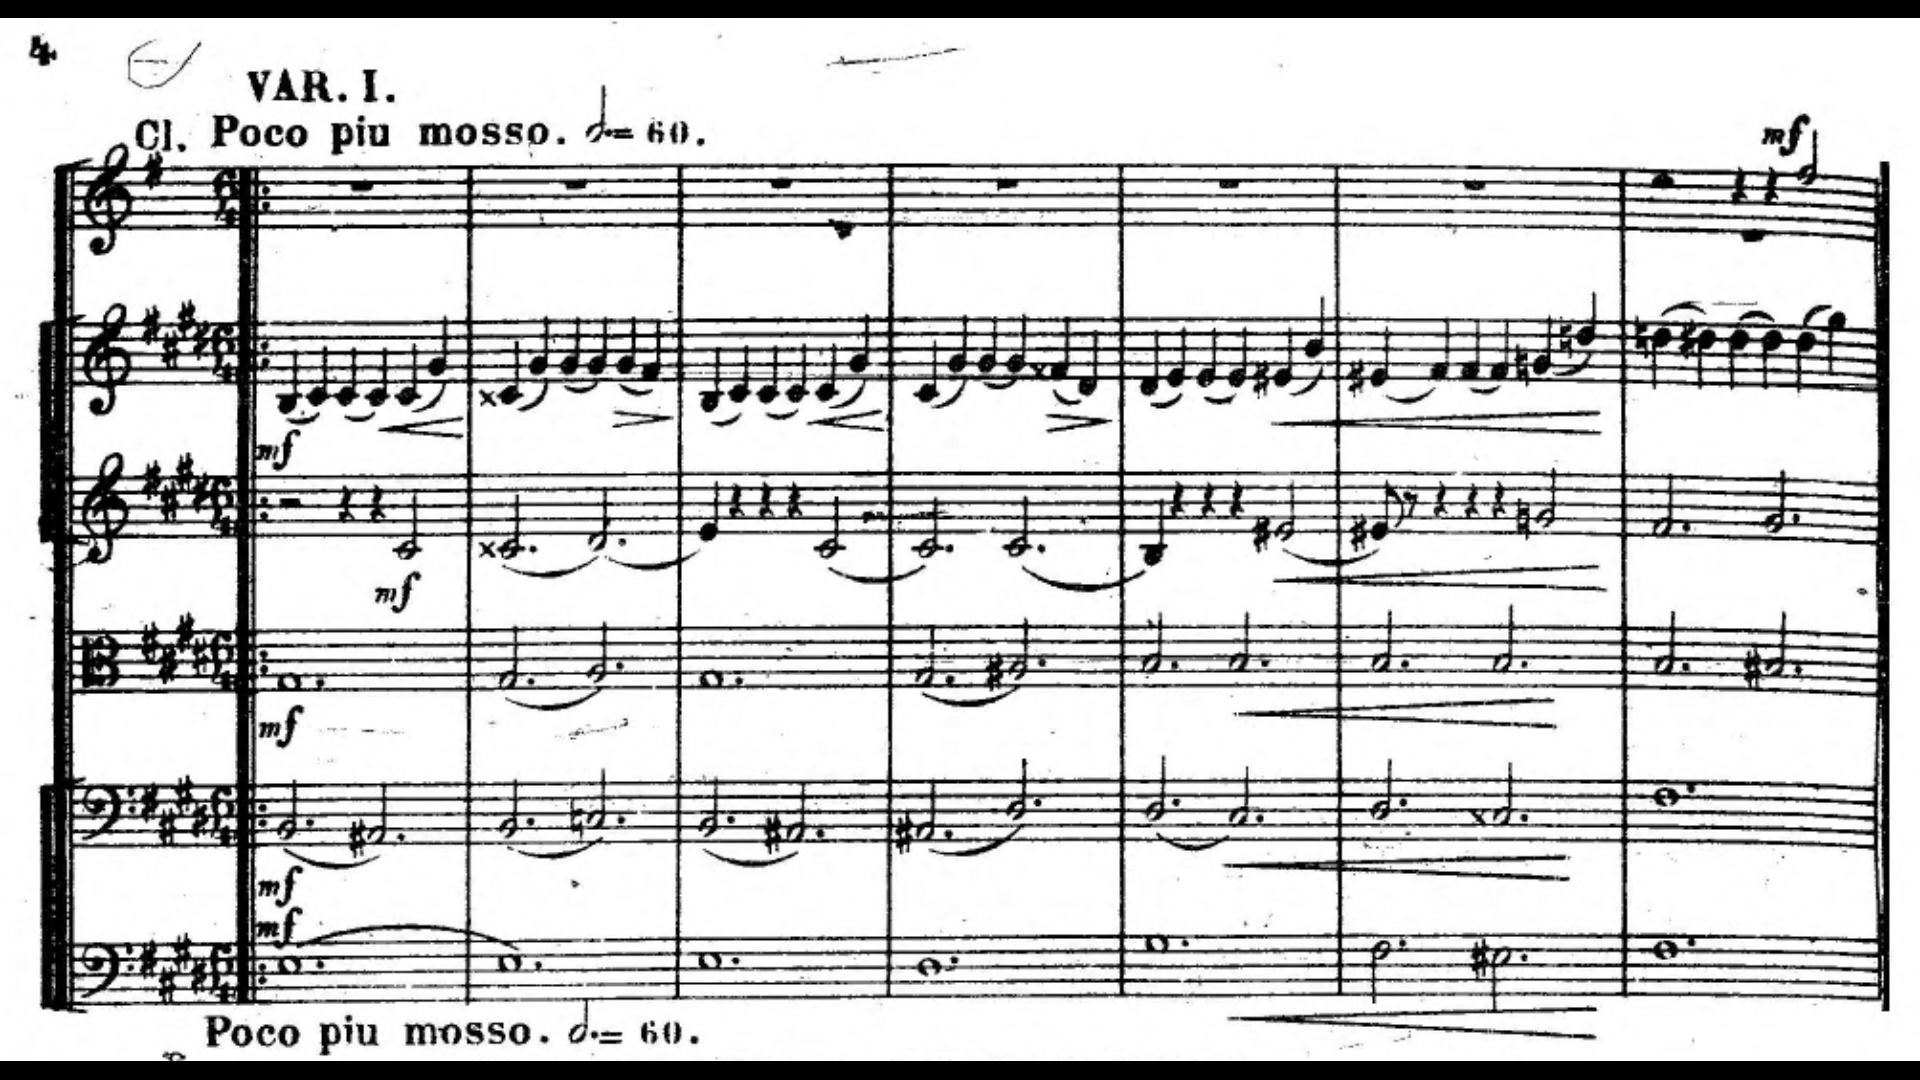 4.
VAR. I.
Cl. Poco piu mosso. 𝅗𝅥.= 60.
mf
mf
mf
mf
mf
mf
Poco piu mosso. 𝅗𝅥.= 60.